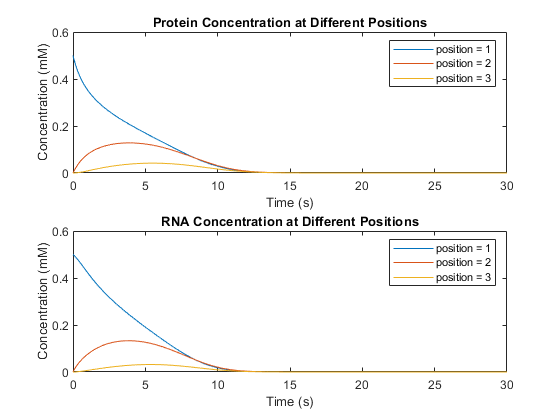 Protein Concentration at Different Positions
0.6
0.4
0.2
0
Concentration (mM)
position = 1
position = 2
position = 3
0 5 10 15 20 25 30
Time (s)
RNA Concentration at Different Positions
0.6
0.4
0.2
0
Concentration (mM)
position = 1
position = 2
position = 3
0 5 10 15 20 25 30
Time (s)